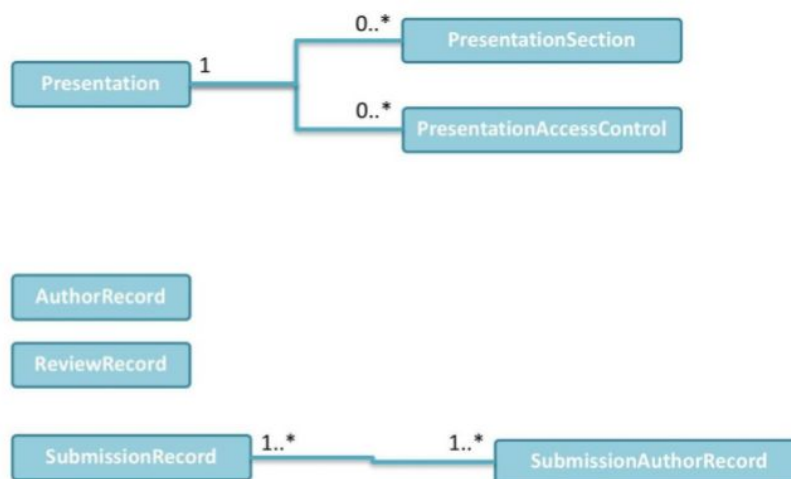 0..*
PresentationSection
1
Presentation
0..*
PresentationAccessControl
AuthorRecord
ReviewRecord
1..*
1..*
SubmissionRecord
SubmissionAuthorRecord